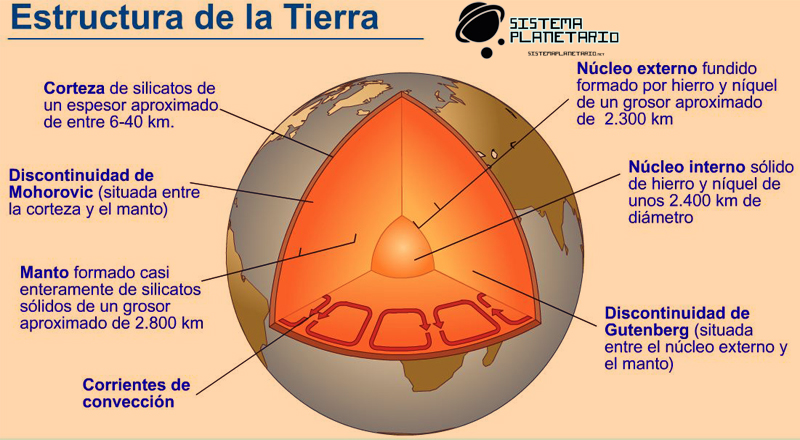 Estructura de la Tierra
SISTEMA
PLANETARIO
SISTEMAPLANETARIO.NET
Corteza de silicatos de
un espesor aproximado
de entre 6-40 km.
Discontinuidad de
Mohorovic (situada entre
la corteza y el manto)
Manto formado casi
enteramente de silicatos
sólidos de un grosor
aproximado de 2.800 km
Corrientes de
convección
Núcleo externo fundido
formado por hierro y níquel
de un grosor aproximado
de 2.300 km
Núcleo interno sólido
de hierro y níquel de
unos 2.400 km de
diámetro
Discontinuidad de
Gutenberg (situada
entre el núcleo externo y
el manto)